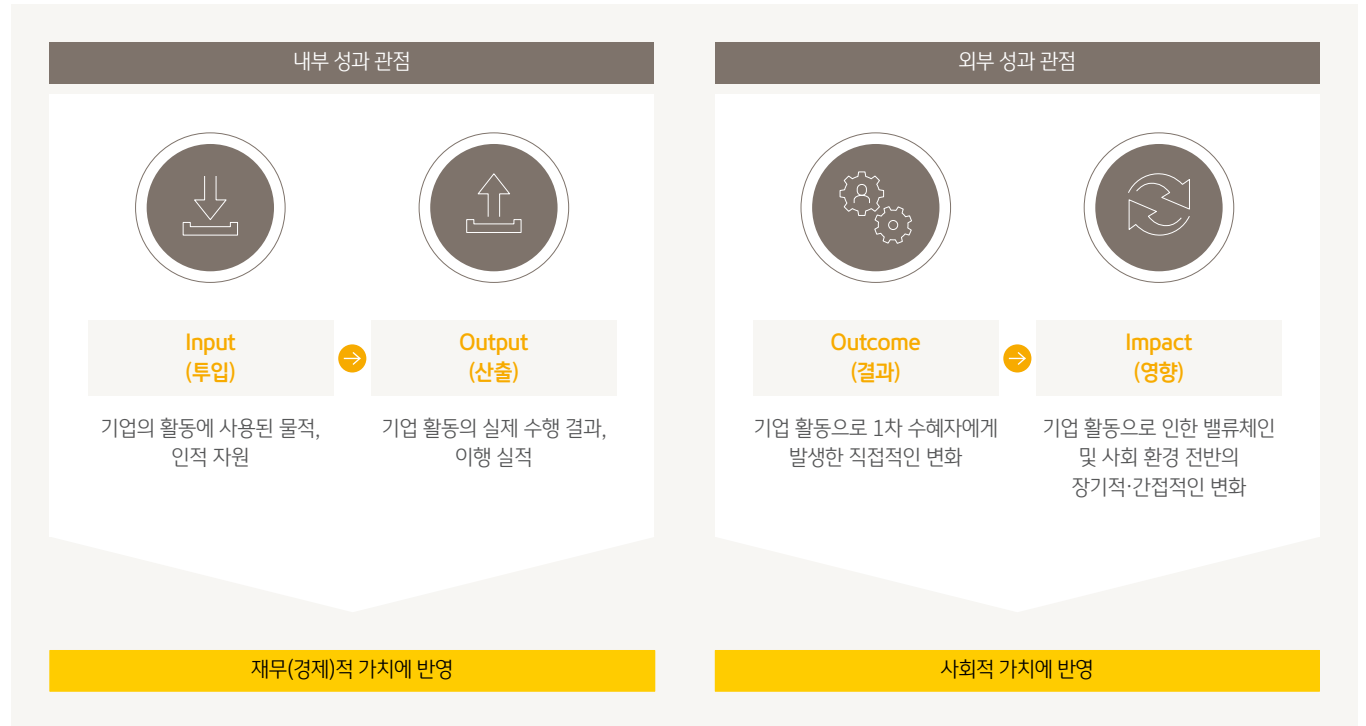 내부 성과 관점
Input
(투입)
Output
(산출)
기업의 활동에 사용된 물적,
인적 자원
기업 활동의 실제 수행 결과,
이행 실적
재무(경제)적 가치에 반영
외부 성과 관점
Outcome
(결과)
Impact
(영향)
기업 활동으로 1차 수혜자에게
발생한 직접적인 변화
기업 활동으로 인한 밸류체인
및 사회 환경 전반의
장기적·간접적인 변화
사회적 가치에 반영